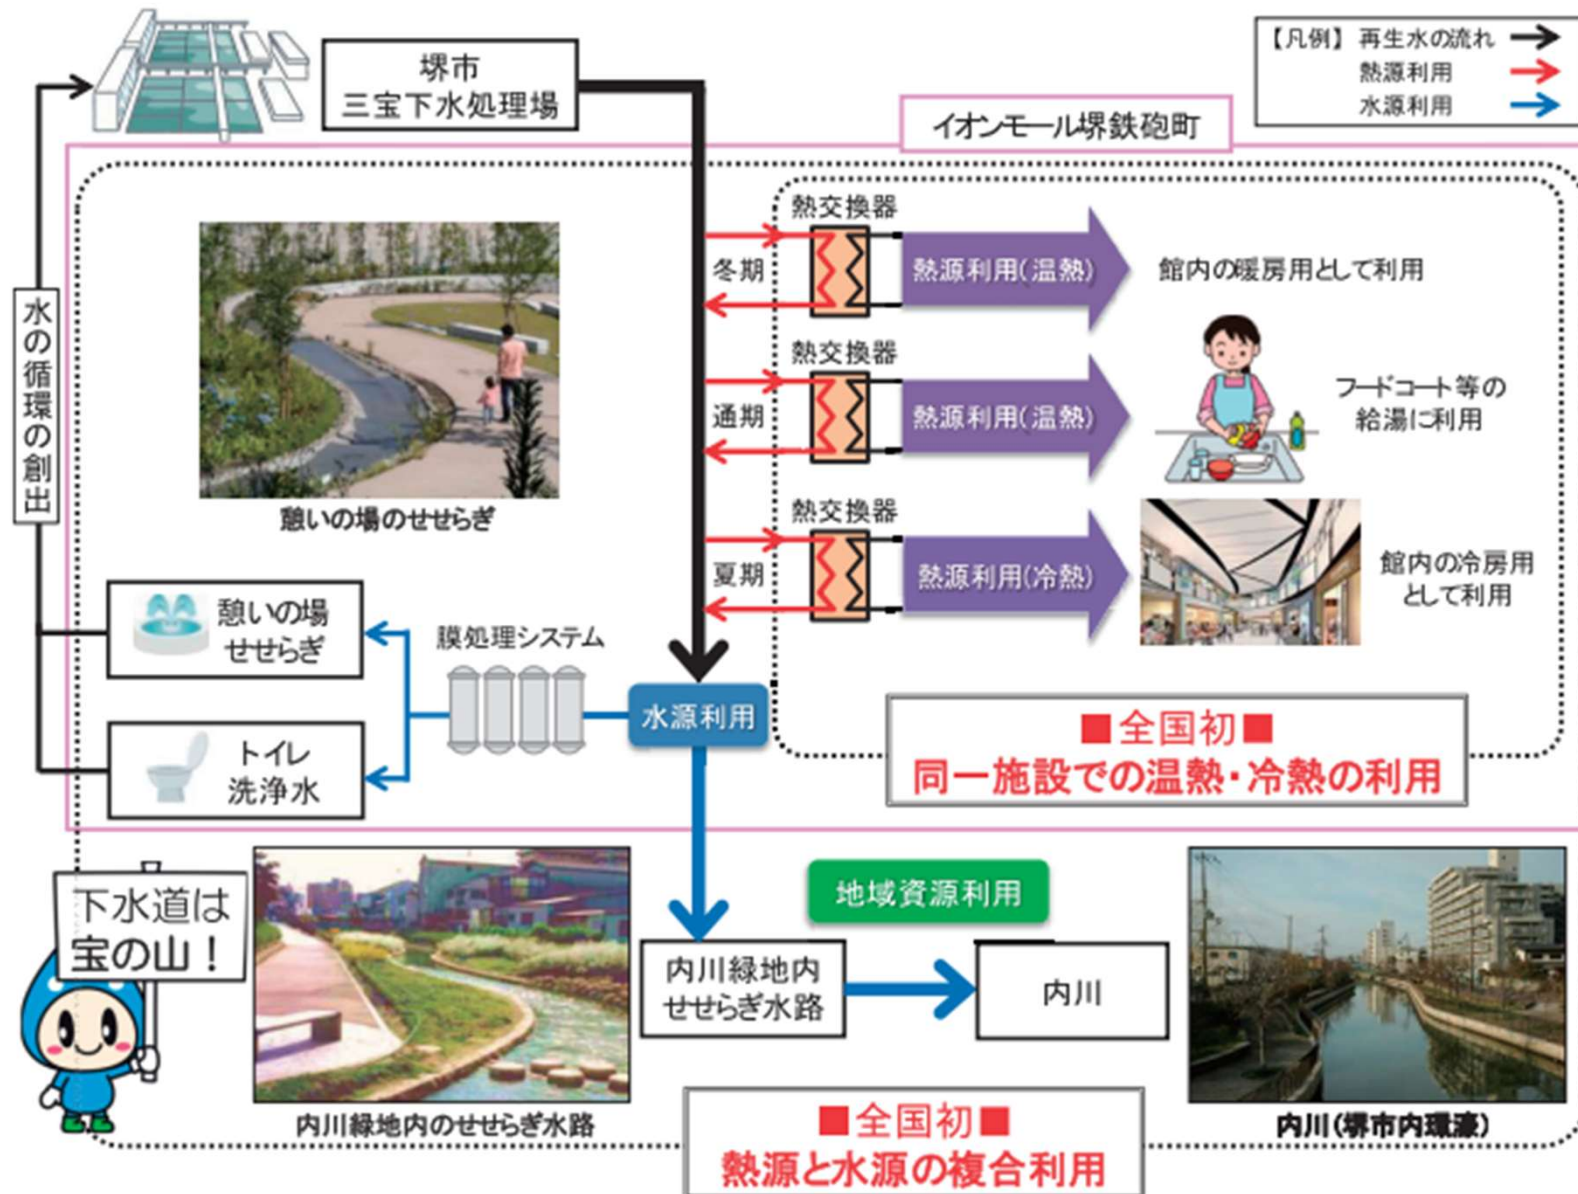 堺市
三宝下水処理場
【凡例】 再生水の流れ
熱源利用
水源利用
イオンモール堺鉄砲町
水の循環の創出
憩いの場のせせらぎ
熱交換器
冬期
熱源利用(温熱)
館内の暖房用として利用
熱交換器
通期
熱源利用(温熱)
フードコート等の
給湯に利用
熱交換器
夏期
熱源利用(冷熱)
館内の冷房用
として利用
憩いの場
せせらぎ
膜処理システム
水源利用
トイレ
洗浄水
■全国初■
同一施設での温熱・冷熱の利用
下水道は
宝の山！
地域資源利用
内川緑地内
せせらぎ水路
内川
内川緑地内のせせらぎ水路
内川(堺市内環濠)
■全国初■
熱源と水源の複合利用